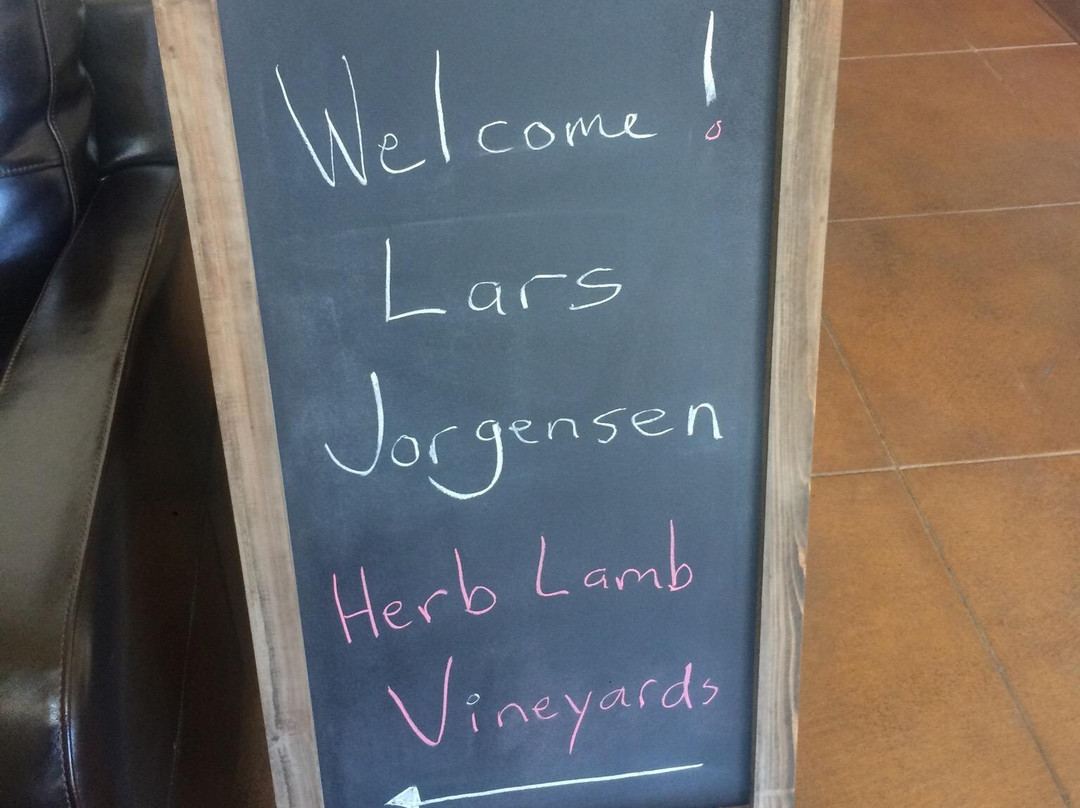 Welcome!
Lars
Jorgensen
Herb Lamb
Vineyards